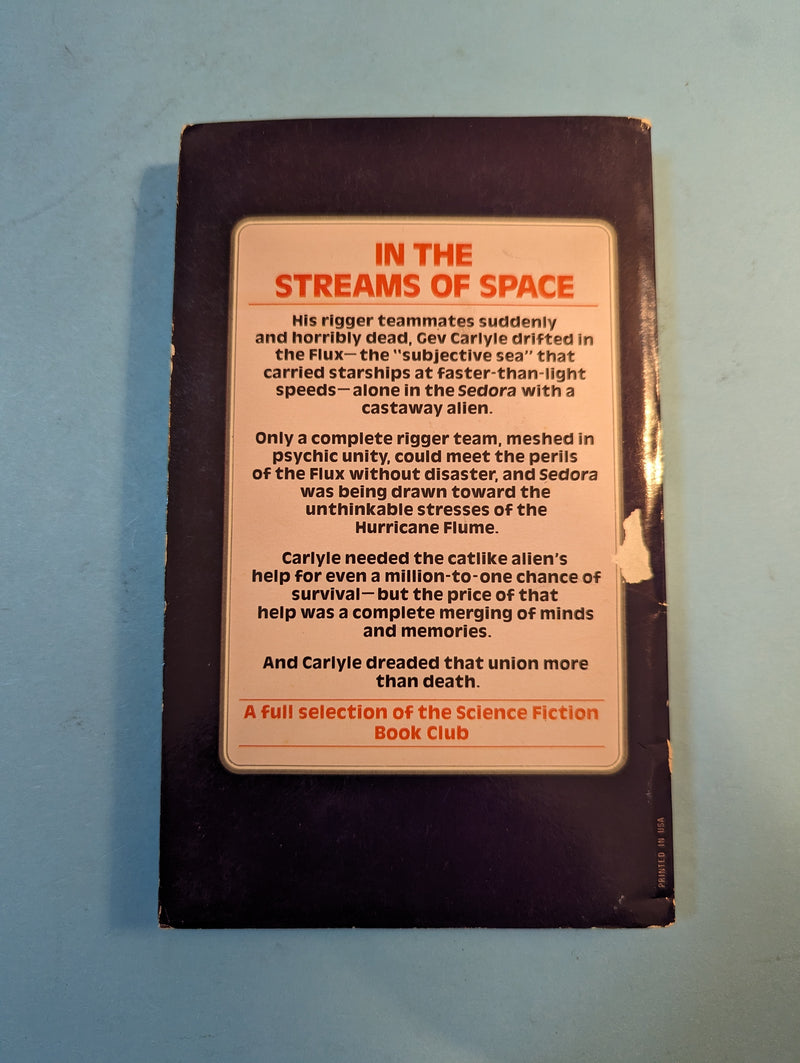 IN THE
STREAMS OF SPACE
His rigger teammates suddenly
and horribly dead, Gev Carlyle drifted in
the Flux—the "subjective sea" that
carried starships at faster-than-light
speeds—alone in the Sedora with a
castaway alien.
Only a complete rigger team, meshed in
psychic unity, could meet the perils
of the Flux without disaster, and Sedora
was being drawn toward the
unthinkable stresses of the
Hurricane Flume.
Carlyle needed the catlike alien's
help for even a million-to-one chance of
survival—but the price of that
help was a complete merging of minds
and memories.
And Carlyle dreaded that union more
than death.
A full selection of the Science Fiction
Book Club
PRINTED IN USA